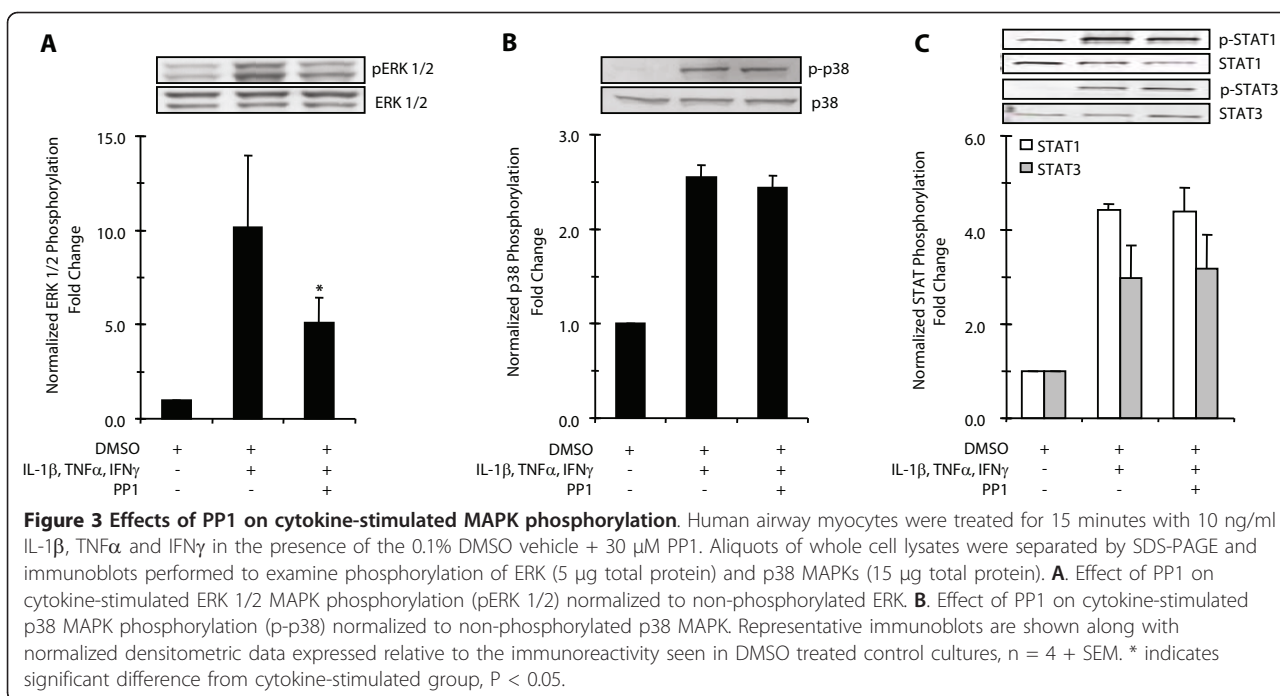 A
pERK 1/2
ERK 1/2
Normalized ERK 1/2 Phosphorylation
Fold Change
15.0
10.0
5.0
0.0
*
DMSO + + +
IL-1β, TNFα, IFNγ - + +
PP1 - - +
B
p-p38
p38
Normalized p38 Phosphorylation
Fold Change
3.0
2.0
1.0
0.0
+ + +
- + +
- - +
C
p-STAT1
STAT1
p-STAT3
STAT3
Normalized STAT Phosphorylation
Fold Change
6.0
4.0
2.0
0.0
STAT1
STAT3
DMSO + + +
IL-1β, TNFα, IFNγ - + +
PP1 - - +
Figure 3 Effects of PP1 on cytokine-stimulated MAPK phosphorylation. Human airway myocytes were treated for 15 minutes with 10 ng/ml
IL-1β, TNFα and IFNγ in the presence of the 0.1% DMSO vehicle + 30 μM PP1. Aliquots of whole cell lysates were separated by SDS-PAGE and
immunoblots performed to examine phosphorylation of ERK (5 μg total protein) and p38 MAPKs (15 μg total protein). A. Effect of PP1 on
cytokine-stimulated ERK 1/2 MAPK phosphorylation (pERK 1/2) normalized to non-phosphorylated ERK. B. Effect of PP1 on cytokine-stimulated
p38 MAPK phosphorylation (p-p38) normalized to non-phosphorylated p38 MAPK. Representative immunoblots are shown along with
normalized densitometric data expressed relative to the immunoreactivity seen in DMSO treated control cultures, n = 4 + SEM. * indicates
significant difference from cytokine-stimulated group, P < 0.05.